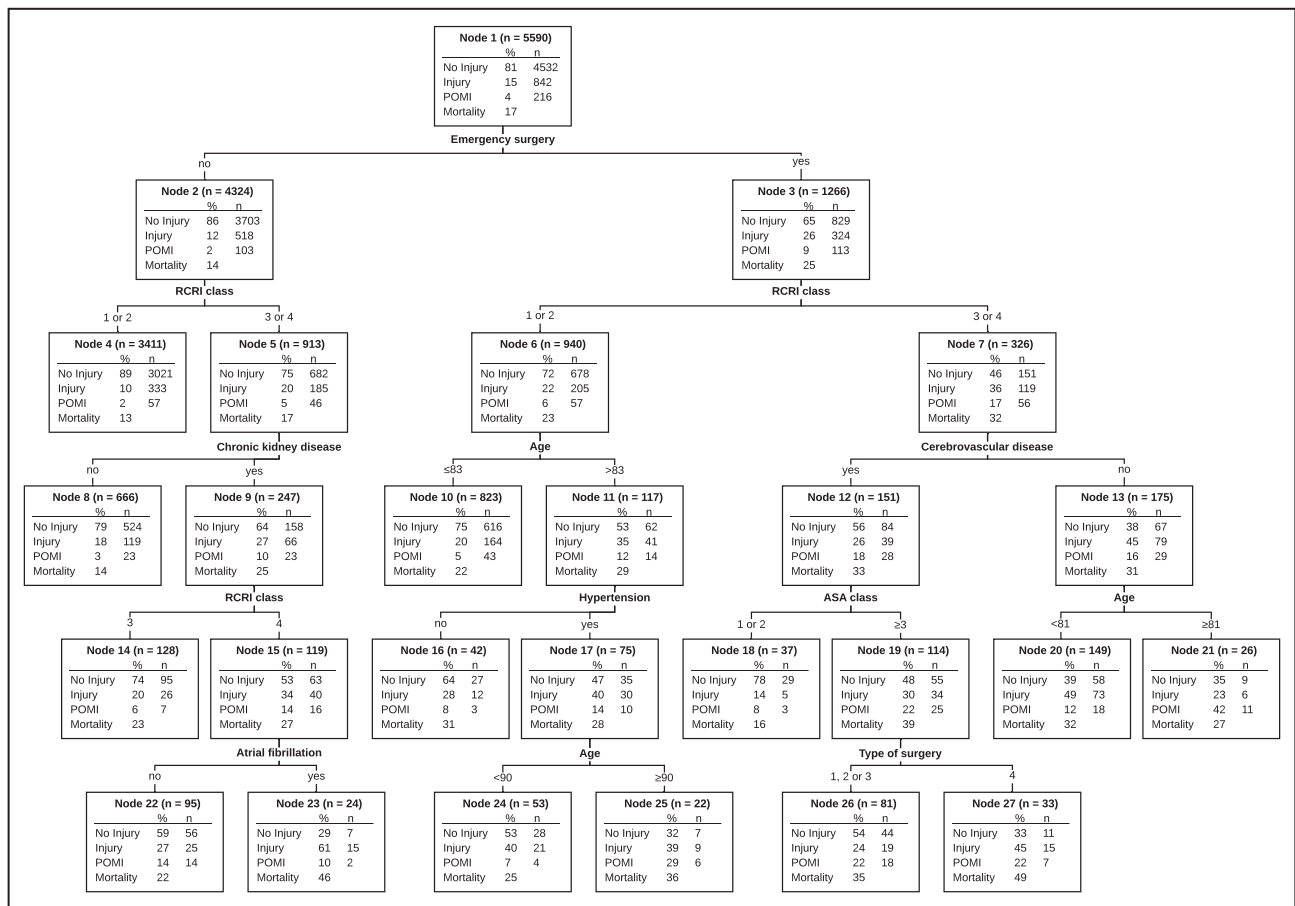 Node 1 (n = 5590)
% n
No Injury 81 4532
Injury 15 842
POMI 4 216
Mortality 17
Emergency surgery
no yes
Node 2 (n = 4324)
% n
No Injury 86 3703
Injury 12 518
POMI 2 103
Mortality 14
RCRI class
Node 3 (n = 1266)
% n
No Injury 65 829
Injury 26 324
POMI 9 113
Mortality 25
RCRI class
1 or 2 3 or 4 1 or 2 3 or 4
Node 4 (n = 3411)
% n
No Injury 89 3021
Injury 10 333
POMI 2 57
Mortality 13
Node 5 (n = 913)
% n
No Injury 75 682
Injury 20 185
POMI 5 46
Mortality 17
Chronic kidney disease
Node 6 (n = 940)
% n
No Injury 72 678
Injury 22 205
POMI 6 57
Mortality 23
Age
Node 7 (n = 326)
% n
No Injury 46 151
Injury 36 119
POMI 17 56
Mortality 32
Cerebrovascular disease
no yes ≤83 >83 yes no
Node 8 (n = 666)
% n
No Injury 79 524
Injury 18 119
POMI 3 23
Mortality 14
Node 9 (n = 247)
% n
No Injury 64 158
Injury 27 66
POMI 10 23
Mortality 25
RCRI class
Node 10 (n = 823)
% n
No Injury 75 616
Injury 20 164
POMI 5 43
Mortality 22
Node 11 (n = 117)
% n
No Injury 53 62
Injury 35 41
POMI 12 14
Mortality 29
Hypertension
Node 12 (n = 151)
% n
No Injury 56 84
Injury 26 39
POMI 18 28
Mortality 33
ASA class
Node 13 (n = 175)
% n
No Injury 38 67
Injury 45 79
POMI 16 29
Mortality 31
Age
3 4 no yes 1 or 2 ≥3 <81 ≥81
Node 14 (n = 128)
% n
No Injury 74 95
Injury 20 26
POMI 6 7
Mortality 23
Node 15 (n = 119)
% n
No Injury 53 63
Injury 34 40
POMI 14 16
Mortality 27
Atrial fibrillation
Node 16 (n = 42)
% n
No Injury 64 27
Injury 28 12
POMI 8 3
Mortality 31
Node 17 (n = 75)
% n
No Injury 47 35
Injury 40 30
POMI 14 10
Mortality 28
Age
Node 18 (n = 37)
% n
No Injury 78 29
Injury 14 5
POMI 8 3
Mortality 16
Node 19 (n = 114)
% n
No Injury 48 55
Injury 30 34
POMI 22 25
Mortality 39
Type of surgery
Node 20 (n = 149)
% n
No Injury 39 58
Injury 49 73
POMI 12 18
Mortality 32
Node 21 (n = 26)
% n
No Injury 35 9
Injury 23 6
POMI 42 11
Mortality 27
no yes <90 ≥90 1, 2 or 3 4
Node 22 (n = 95)
% n
No Injury 59 56
Injury 27 25
POMI 14 14
Mortality 22
Node 23 (n = 24)
% n
No Injury 29 7
Injury 61 15
POMI 10 2
Mortality 46
Node 24 (n = 53)
% n
No Injury 53 28
Injury 40 21
POMI 7 4
Mortality 25
Node 25 (n = 22)
% n
No Injury 32 7
Injury 39 9
POMI 29 6
Mortality 36
Node 26 (n = 81)
% n
No Injury 54 44
Injury 24 19
POMI 22 18
Mortality 35
Node 27 (n = 33)
% n
No Injury 33 11
Injury 45 15
POMI 22 7
Mortality 49